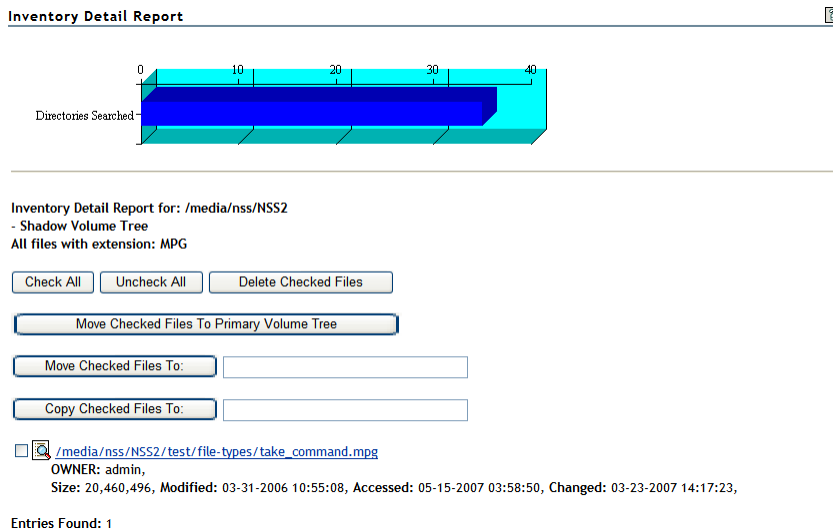 Inventory Detail Report
0 10 20 30 40
Directories Searched
Inventory Detail Report for: /media/nss/NSS2
- Shadow Volume Tree
All files with extension: MPG
Check All Uncheck All Delete Checked Files
Move Checked Files To Primary Volume Tree
Move Checked Files To:
Copy Checked Files To:
/media/nss/NSS2/test/file-types/take_command.mpg
OWNER: admin,
Size: 20,460,496, Modified: 03-31-2006 10:55:08, Accessed: 05-15-2007 03:58:50, Changed: 03-23-2007 14:17:23,
Entries Found: 1